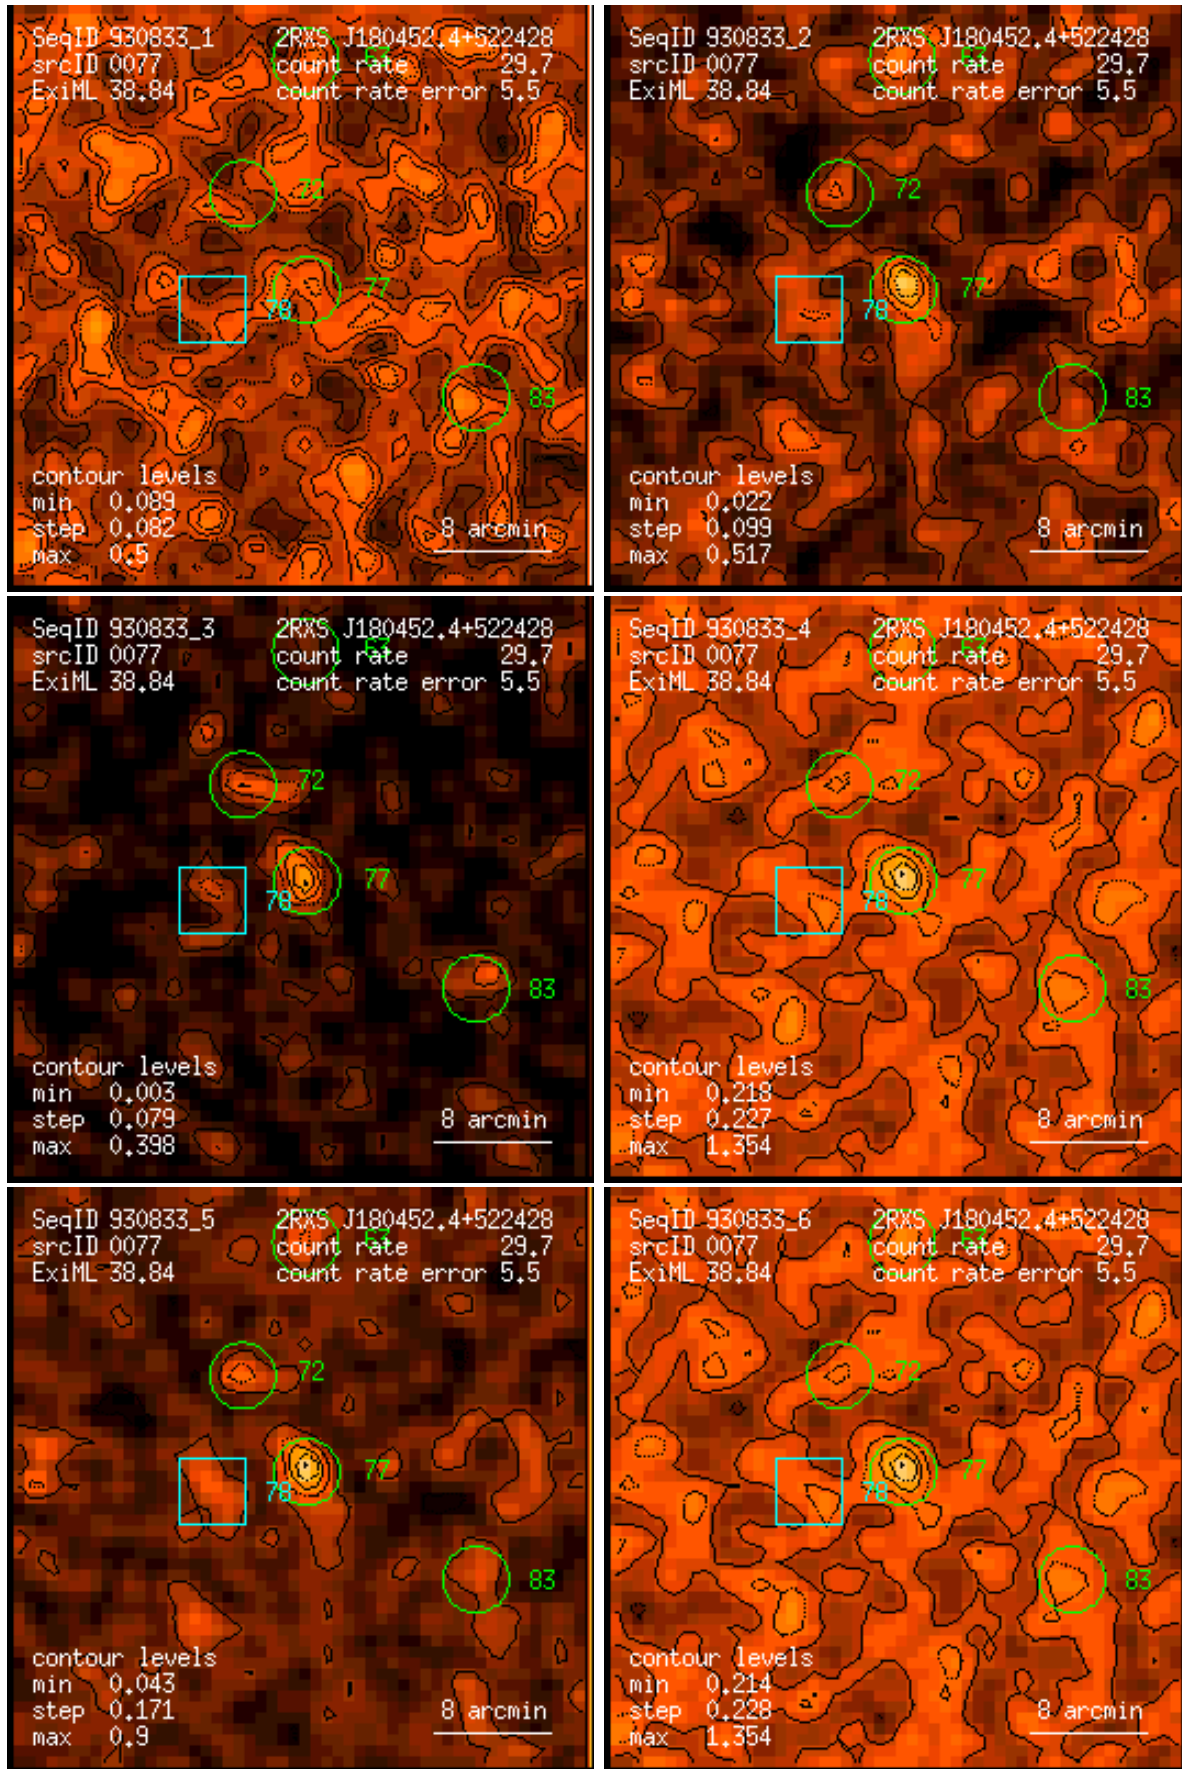 SeqID 930833_1 2RXS J180452.4+522428
srcID 0077 count rate 29.7
63
ExiML 38.84 count rate error 5.5
72
77
78
83
contour levels
min 0.089
step 0.082 8 arcmin
max 0.5
SeqID 930833_2 2RXS J180452.4+522428
srcID 0077 count rate 29.7
63
ExiML 38.84 count rate error 5.5
72
77
78
83
contour levels
min 0.022
step 0.099 8 arcmin
max 0.517
SeqID 930833_3 2RXS J180452.4+522428
srcID 0077 count rate 29.7
63
ExiML 38.84 count rate error 5.5
72
77
78
83
contour levels
min 0.003
step 0.079 8 arcmin
max 0.398
SeqID 930833_4 2RXS J180452.4+522428
srcID 0077 count rate 29.7
63
ExiML 38.84 count rate error 5.5
72
77
78
83
contour levels
min 0.218
step 0.227 8 arcmin
max 1.354
SeqID 930833_5 2RXS J180452.4+522428
srcID 0077 count rate 29.7
63
ExiML 38.84 count rate error 5.5
72
77
78
83
contour levels
min 0.043
step 0.171 8 arcmin
max 0.9
SeqID 930833_6 2RXS J180452.4+522428
srcID 0077 count rate 29.7
63
ExiML 38.84 count rate error 5.5
72
77
78
83
contour levels
min 0.214
step 0.228 8 arcmin
max 1.354